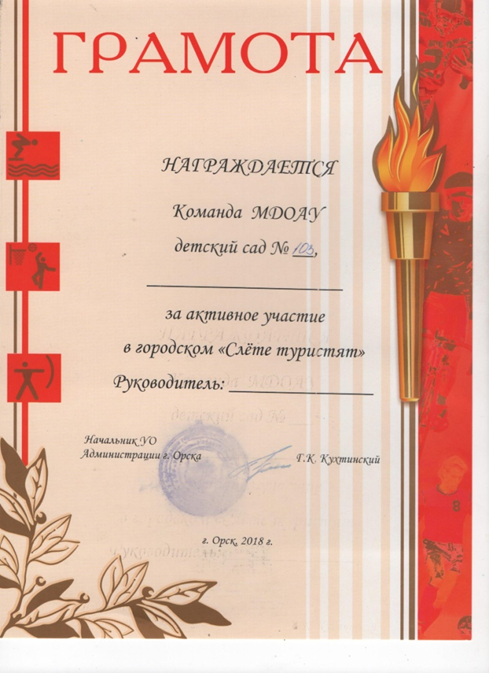 ГРАМОТА
НАГРАЖДАЕТСЯ
Команда МДОАУ
детский сад № 103,
за активное участие
в городском «Слёте туристят»
Руководитель:
Начальник УО
Администрации г. Орска
Г.К. Кухтинский
г. Орск, 2018 г.